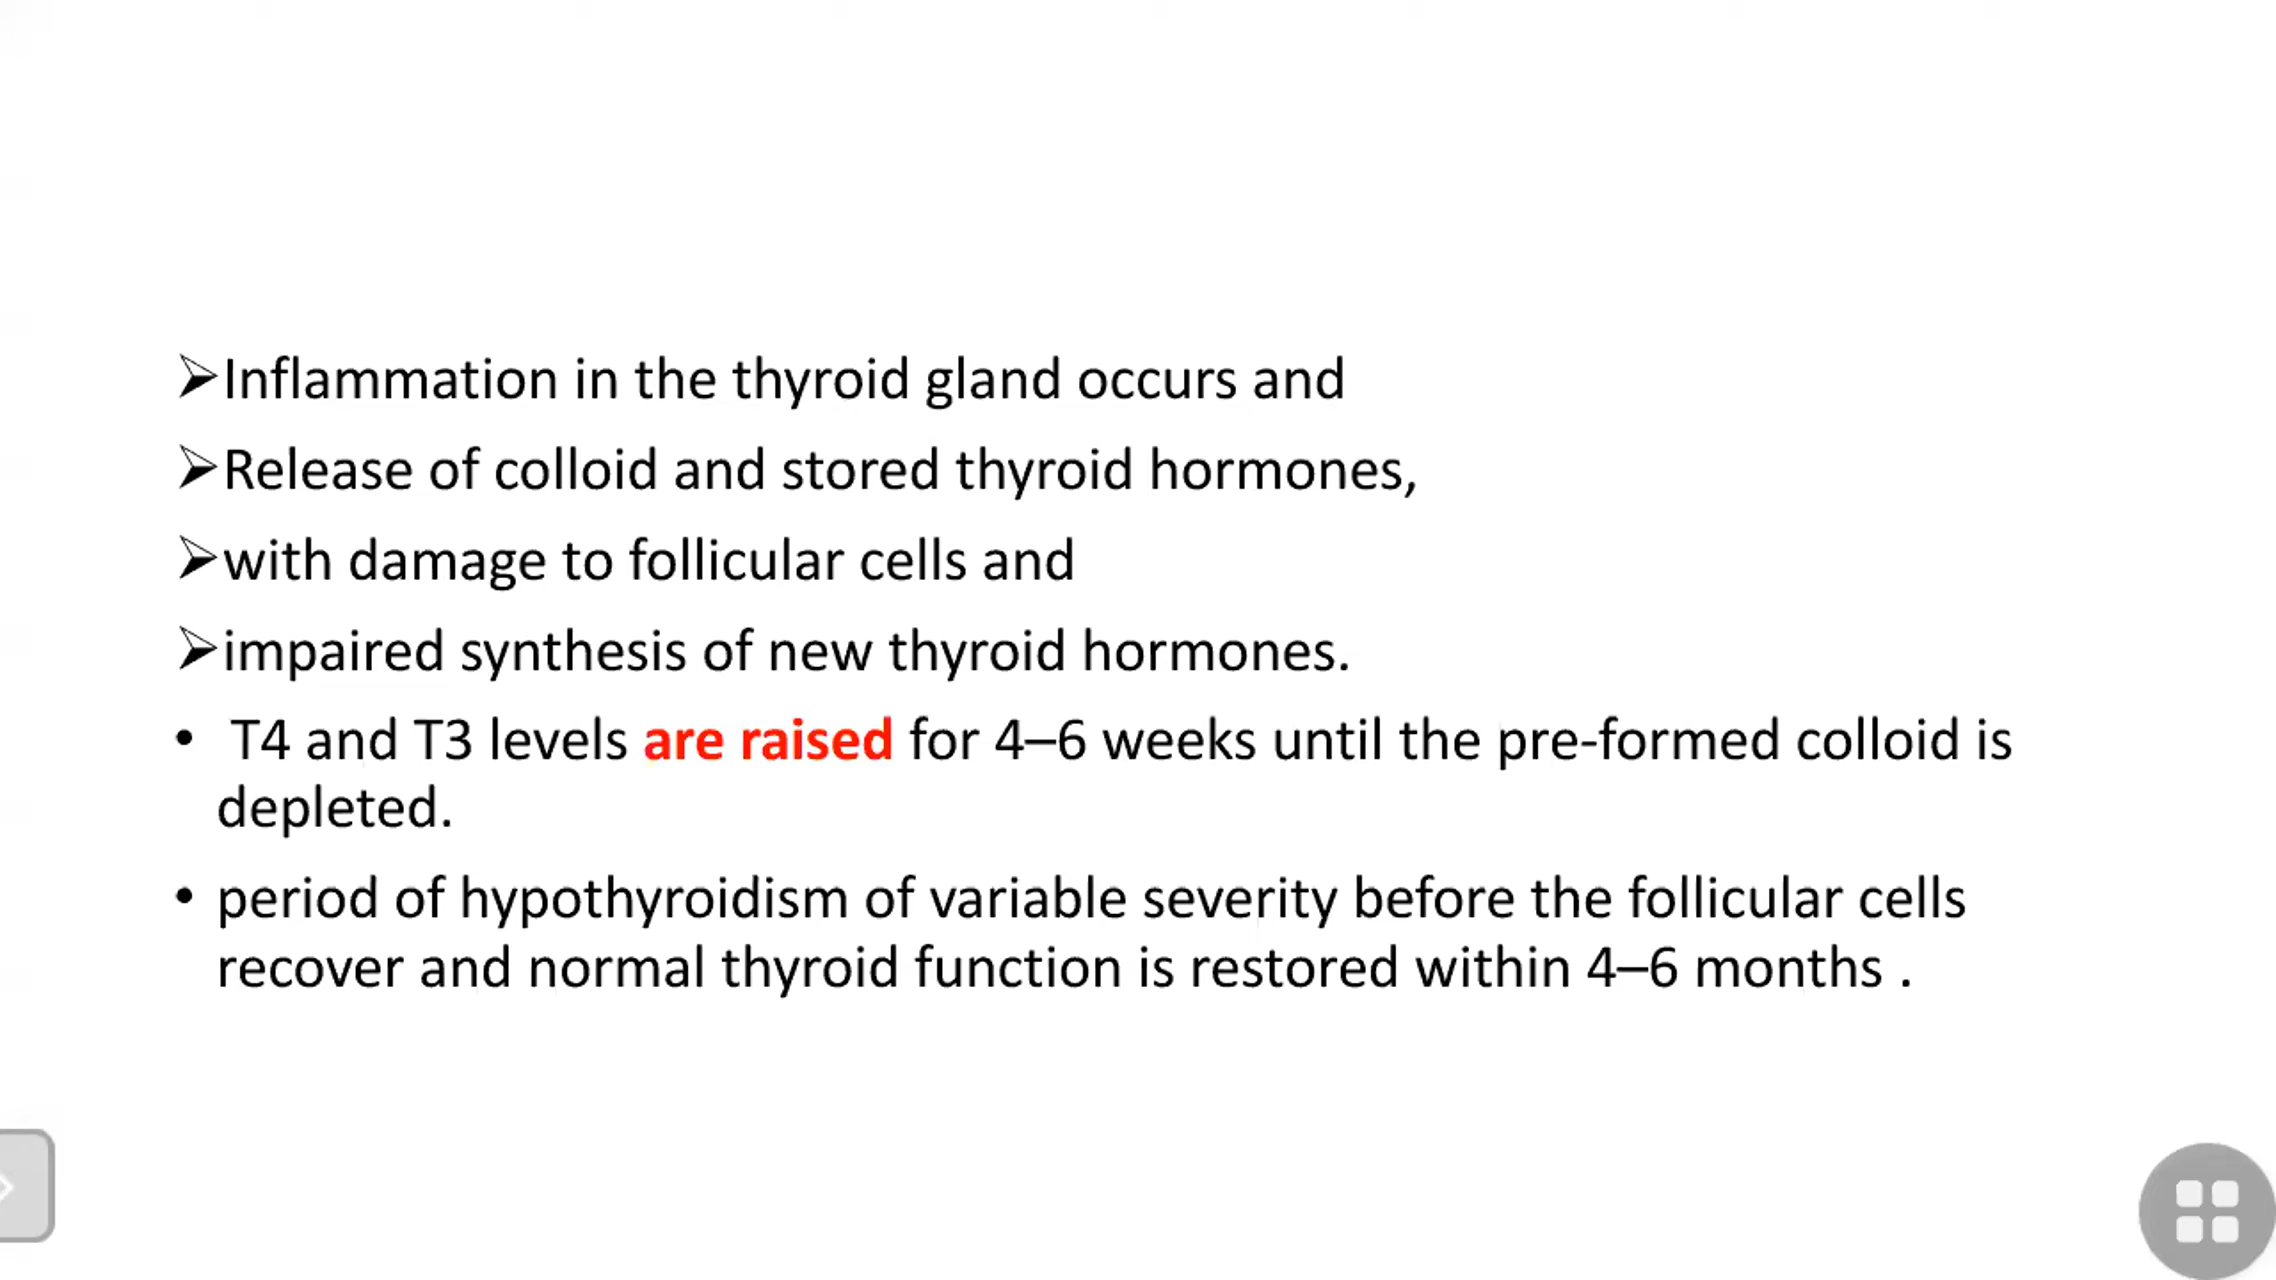 ➢Inflammation in the thyroid gland occurs and
➢Release of colloid and stored thyroid hormones,
➢with damage to follicular cells and
➢impaired synthesis of new thyroid hormones.
• T4 and T3 levels are raised for 4–6 weeks until the pre-formed colloid is
depleted.
• period of hypothyroidism of variable severity before the follicular cells
recover and normal thyroid function is restored within 4–6 months .